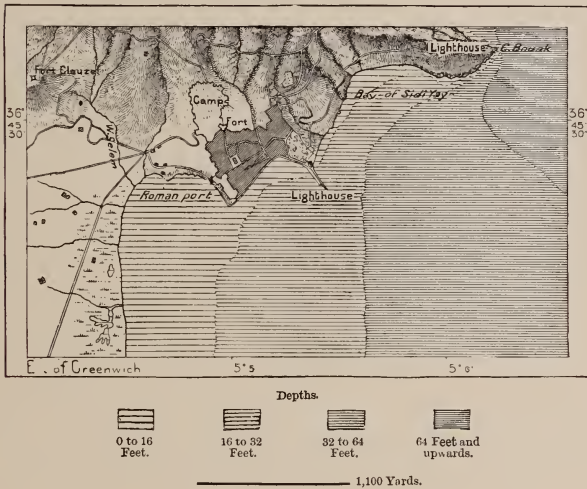 Lighthouse C. Bouak
Fort Clauzel
Bay of Sidi Yay
Camp
36°
45'
30"
36°
45'
30"
W. Selem
Fort
Roman port
Lighthouse
E. of Greenwich
5°5'
5°6'
Depths.
0 to 16
Feet.
16 to 32
Feet.
32 to 64
Feet.
64 Feet and
upwards.
1,100 Yards.